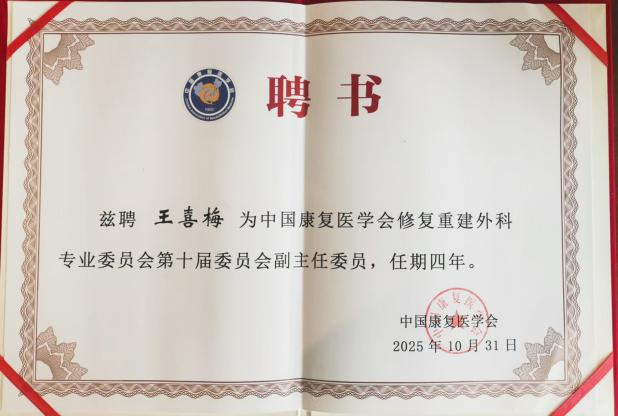 聘书
兹聘 王喜梅 为中国康复医学会修复重建外科
专业委员会第十届委员会副主任委员，任期四年。
中国康复医学会
2025年10月31日